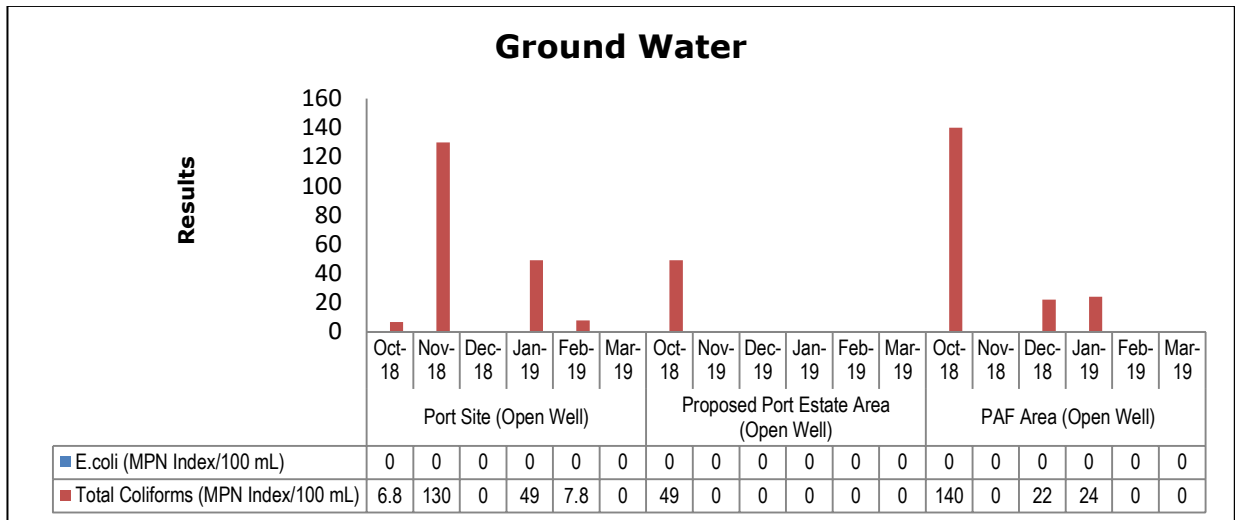 Ground Water
Results
160
140
120
100
80
60
40
20
0
Oct-18 Nov-18 Dec-18 Jan-19 Feb-19 Mar-19 Oct-18 Nov-19 Dec-19 Jan-19 Feb-19 Mar-19 Oct-18 Nov-18 Dec-18 Jan-19 Feb-19 Mar-19
Port Site (Open Well) Proposed Port Estate Area (Open Well) PAF Area (Open Well)
E.coli (MPN Index/100 mL) 0 0 0 0 0 0 0 0 0 0 0 0 0 0 0 0 0 0
Total Coliforms (MPN Index/100 mL) 6.8 130 0 49 7.8 0 49 0 0 0 0 0 140 0 22 24 0 0